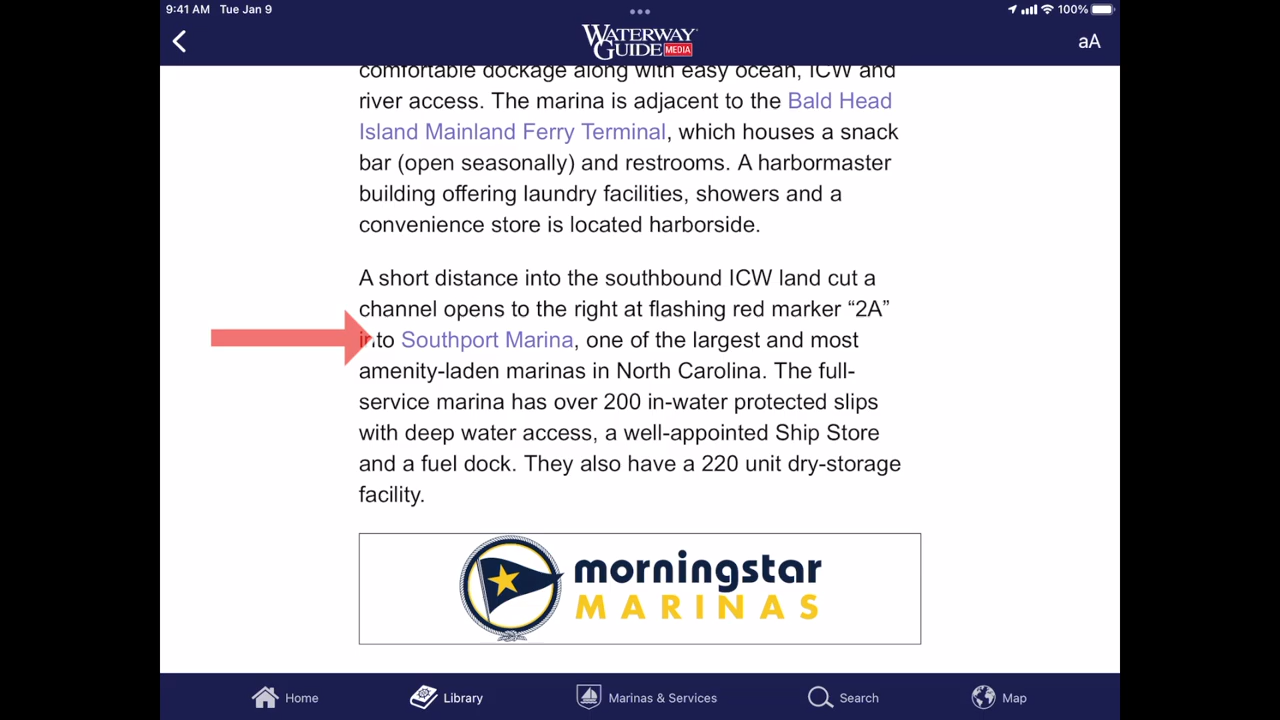 9:41 AM Tue Jan 9
100%
WATERWAY
GUIDE MEDIA
aA
comfortable dockage along with easy ocean, ICW and
river access. The marina is adjacent to the Bald Head
Island Mainland Ferry Terminal, which houses a snack
bar (open seasonally) and restrooms. A harbormaster
building offering laundry facilities, showers and a
convenience store is located harborside.
A short distance into the southbound ICW land cut a
channel opens to the right at flashing red marker “2A”
into Southport Marina, one of the largest and most
amenity-laden marinas in North Carolina. The full-
service marina has over 200 in-water protected slips
with deep water access, a well-appointed Ship Store
and a fuel dock. They also have a 220 unit dry-storage
facility.
morningstar
MARINAS
Home Library Marinas & Services Search Map